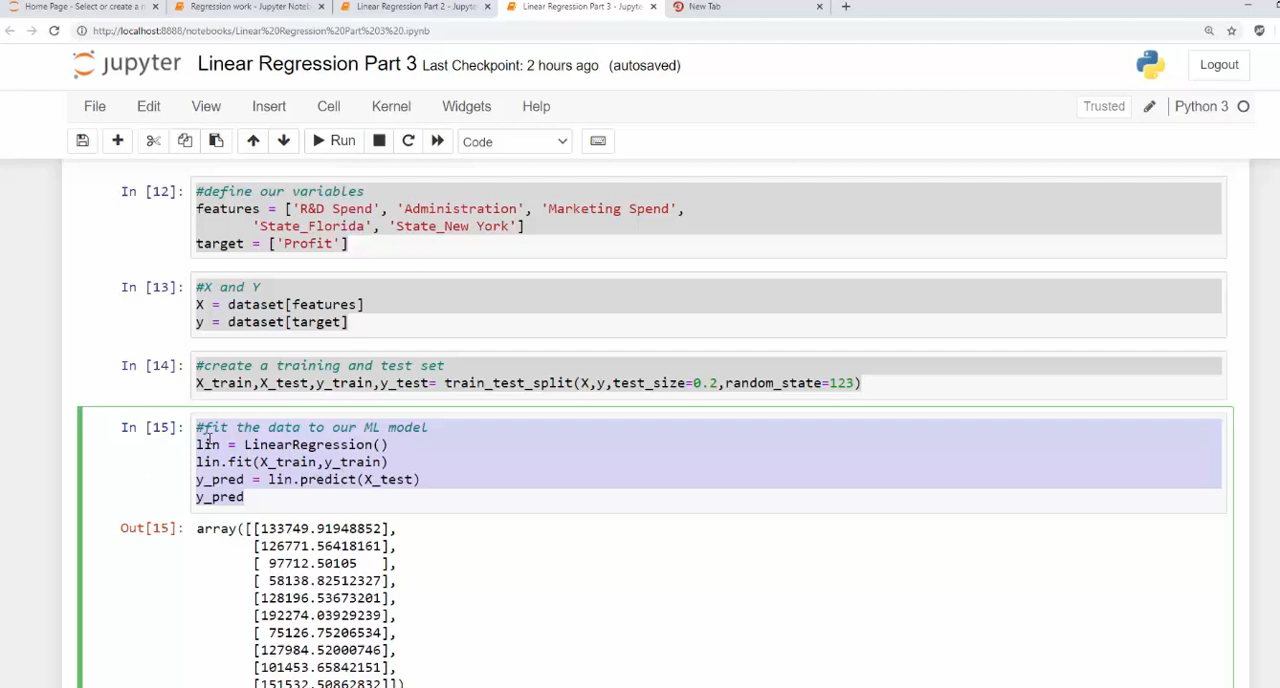 Home Page - Select or create a n
Regression work - Jupyter Noteb
Linear Regression Part 2 - Jupyte
Linear Regression Part 3 - Jupyte
New Tab
http://localhost:8888/notebooks/Linear%20Regression%20Part%203%20.ipynb
jupyter Linear Regression Part 3 Last Checkpoint: 2 hours ago (autosaved)
Logout
File Edit View Insert Cell Kernel Widgets Help
Trusted Python 3
Run Code
In [12]: #define our variables
features = ['R&D Spend', 'Administration', 'Marketing Spend',
'State_Florida', 'State_New York']
target = ['Profit']
In [13]: #X and Y
X = dataset[features]
y = dataset[target]
In [14]: #create a training and test set
X_train,X_test,y_train,y_test= train_test_split(X,y,test_size=0.2,random_state=123)
In [15]: #fit the data to our ML model
lin = LinearRegression()
lin.fit(X_train,y_train)
y_pred = lin.predict(X_test)
y_pred
Out[15]: array([[133749.91948852],
[126771.56418161],
[ 97712.50105   ],
[ 58138.82512327],
[128196.53673201],
[192274.03929239],
[ 75126.75206534],
[127984.52000746],
[101453.65842151],
[151532.50862832]])